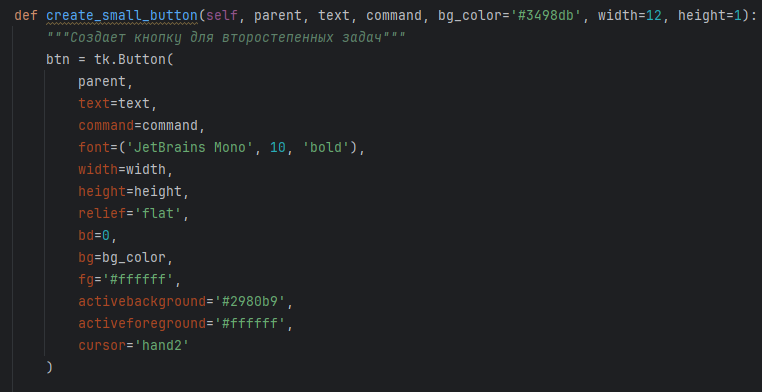 def create_small_button(self, parent, text, command, bg_color='#3498db', width=12, height=1):
"""Создает кнопку для второстепенных задач"""
btn = tk.Button(
parent,
text=text,
command=command,
font=('JetBrains Mono', 10, 'bold'),
width=width,
height=height,
relief='flat',
bd=0,
bg=bg_color,
fg='#ffffff',
activebackground='#2980b9',
activeforeground='#ffffff',
cursor='hand2'
)